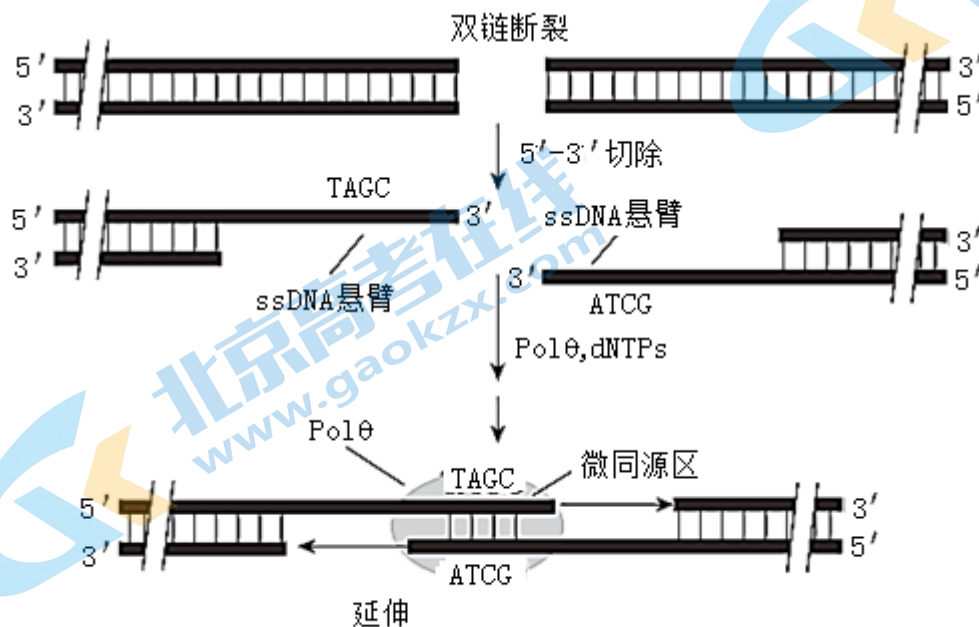 双链断裂
5′ 3′
3′ 5′
5′-3′切除
TAGC
5′ 3′ ssDNA悬臂 3′
3′ ssDNA悬臂 3′ ATCG 5′
Polθ,dNTPs
Polθ 微同源区
TAGC
5′ 3′
3′ 5′
ATCG
延伸
北京高考在线
www.gaokzx.com